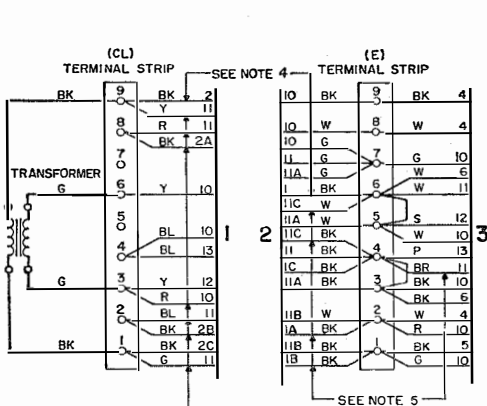 (CL)
TERMINAL STRIP
SEE NOTE 4
(E)
TERMINAL STRIP
BK 9 BK 2
Y 11
8 R 11
BK 2A
7
TRANSFORMER
G 6 Y 10
5
BL 10
4 BL 13
G 3 Y 12
R 10
2 BL 11
BK 2B
BK 1 BK 2C
G 11
1
2
10 BK 9 BK 4
10 W 8 W 4
10 G
11 G 7 G 10
11A G W 6
1 BK 6 W 11
11C W
11A W 5 S 12
11C BK W 10
11 BK 4 P 13
1C BK BR 11
11A BK 3 BK 10
BK 6
11B W 2 W 4
1A BK R 10
11B BK 1 BK 5
1B BK G 10
3
SEE NOTE 5